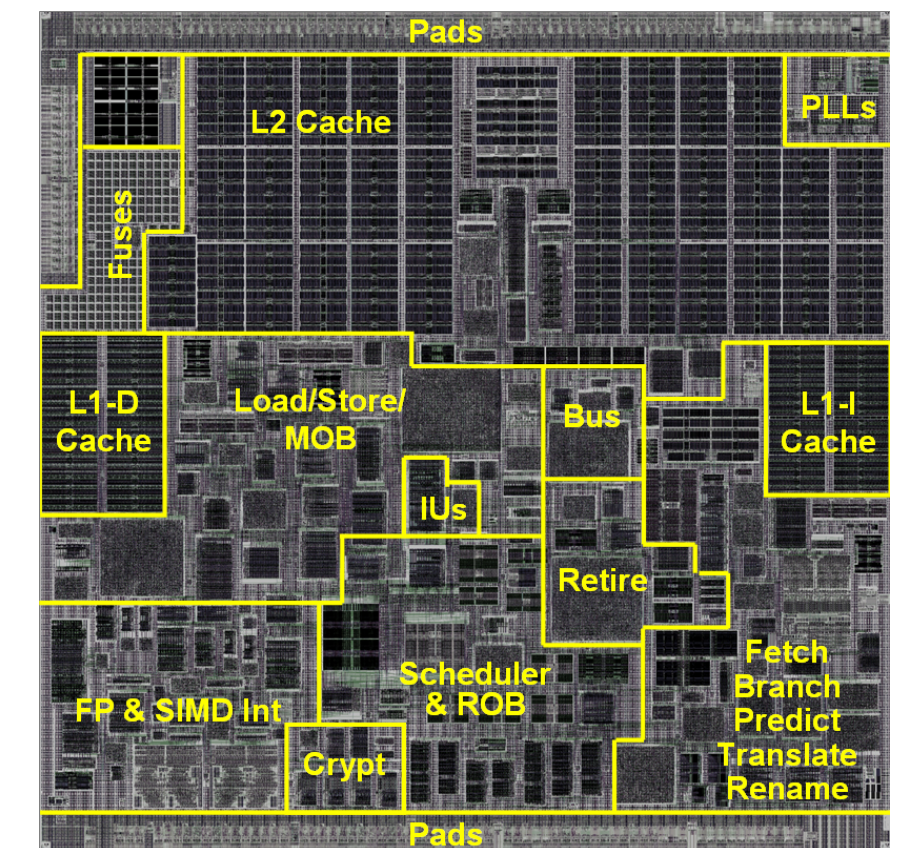 Pads
L2 Cache
PLLs
Fuses
L1-D
Cache
Load/Store/
MOB
Bus
L1-I
Cache
IUs
Retire
Scheduler
& ROB
Fetch
Branch
Predict
Translate
Rename
FP & SIMD Int
Crypt
Pads